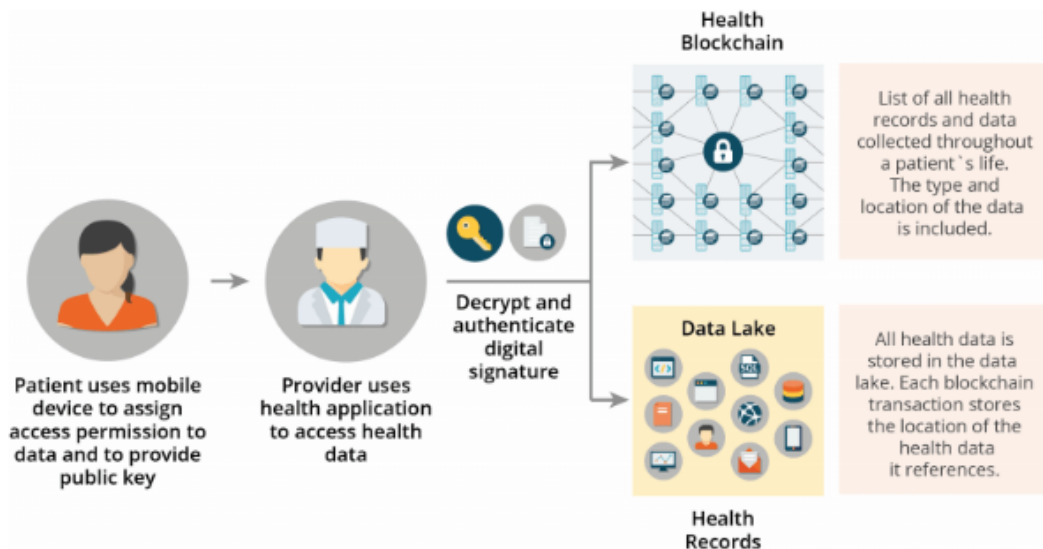 Health
Blockchain
List of all health
records and data
collected throughout
a patient`s life.
The type and
location of the data
is included.
Patient uses mobile
device to assign
access permission to
data and to provide
public key
Provider uses
health application
to access health
data
Decrypt and
authenticate
digital
signature
Data Lake
SQL
Health
Records
All health data is
stored in the data
lake. Each blockchain
transaction stores
the location of the
health data
it references.